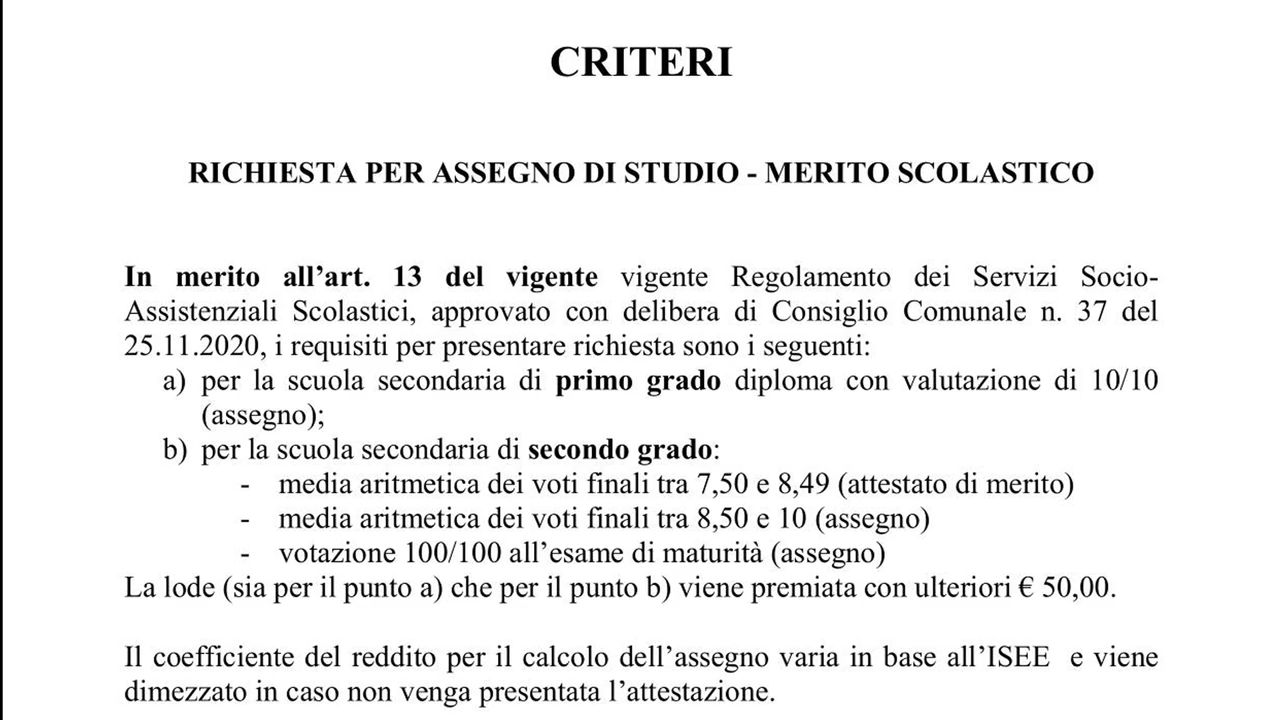 CRITERI
RICHIESTA PER ASSEGNO DI STUDIO - MERITO SCOLASTICO
In merito all’art. 13 del vigente vigente Regolamento dei Servizi Socio-
Assistenziali Scolastici, approvato con delibera di Consiglio Comunale n. 37 del
25.11.2020, i requisiti per presentare richiesta sono i seguenti:
a) per la scuola secondaria di primo grado diploma con valutazione di 10/10
(assegno);
b) per la scuola secondaria di secondo grado:
- media aritmetica dei voti finali tra 7,50 e 8,49 (attestato di merito)
- media aritmetica dei voti finali tra 8,50 e 10 (assegno)
- votazione 100/100 all’esame di maturità (assegno)
La lode (sia per il punto a) che per il punto b) viene premiata con ulteriori € 50,00.
Il coefficiente del reddito per il calcolo dell’assegno varia in base all’ISEE e viene
dimezzato in caso non venga presentata l’attestazione.